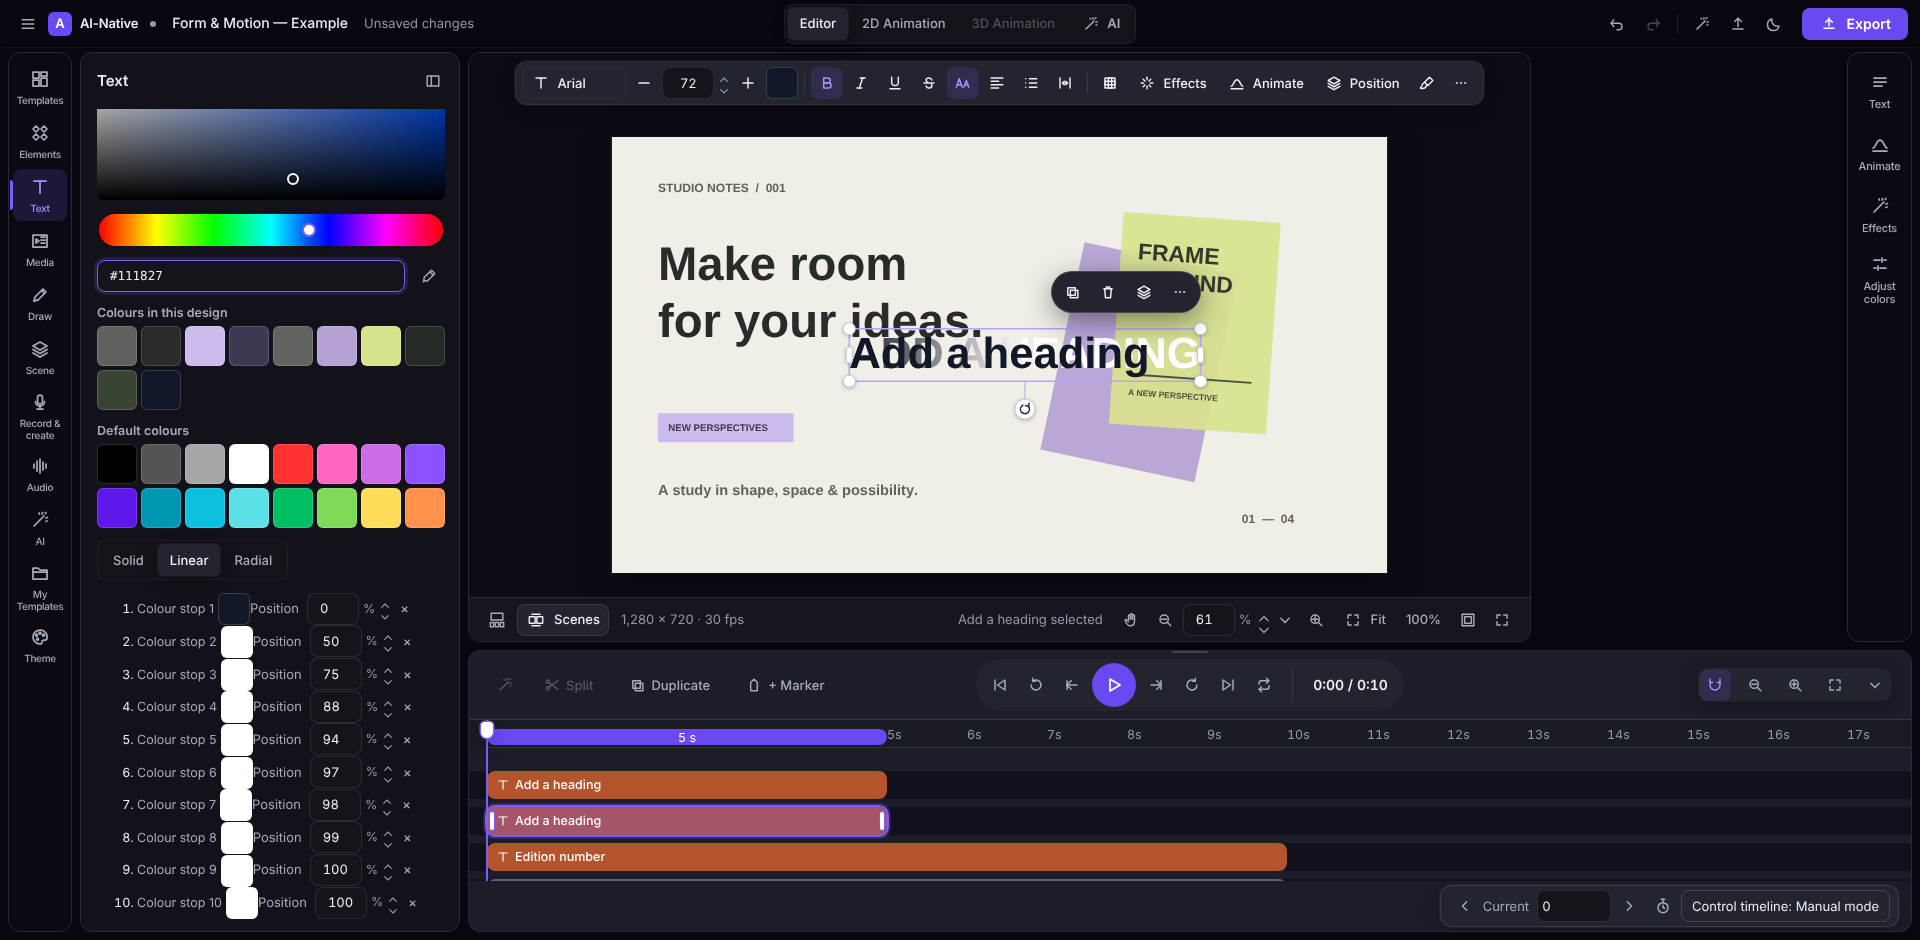 A AI-Native
Form & Motion — Example
Unsaved changes
Editor
2D Animation
3D Animation
AI
Export
Templates
Elements
Text
Media
Draw
Scene
Record &
create
Audio
AI
My
Templates
Theme
Text
#111827
Colours in this design
Default colours
Solid
Linear
Radial
1. Colour stop 1 Position 0 %
2. Colour stop 2 Position 50 %
3. Colour stop 3 Position 75 %
4. Colour stop 4 Position 88 %
5. Colour stop 5 Position 94 %
6. Colour stop 6 Position 97 %
7. Colour stop 7 Position 98 %
8. Colour stop 8 Position 99 %
9. Colour stop 9 Position 100 %
10. Colour stop 10 Position 100 %
Arial
72
Effects
Animate
Position
STUDIO NOTES / 001
Make room
for your ideas.
FRAME
Add a heading
A NEW PERSPECTIVE
NEW PERSPECTIVES
A study in shape, space & possibility.
01 — 04
Scenes
1,280 × 720 · 30 fps
Add a heading selected
61 %
Fit
100%
Text
Animate
Effects
Adjust
colors
Split
Duplicate
+ Marker
0:00 / 0:10
5 s
5s 6s 7s 8s 9s 10s 11s 12s 13s 14s 15s 16s 17s
Add a heading
Add a heading
Edition number
Current 0
Control timeline: Manual mode